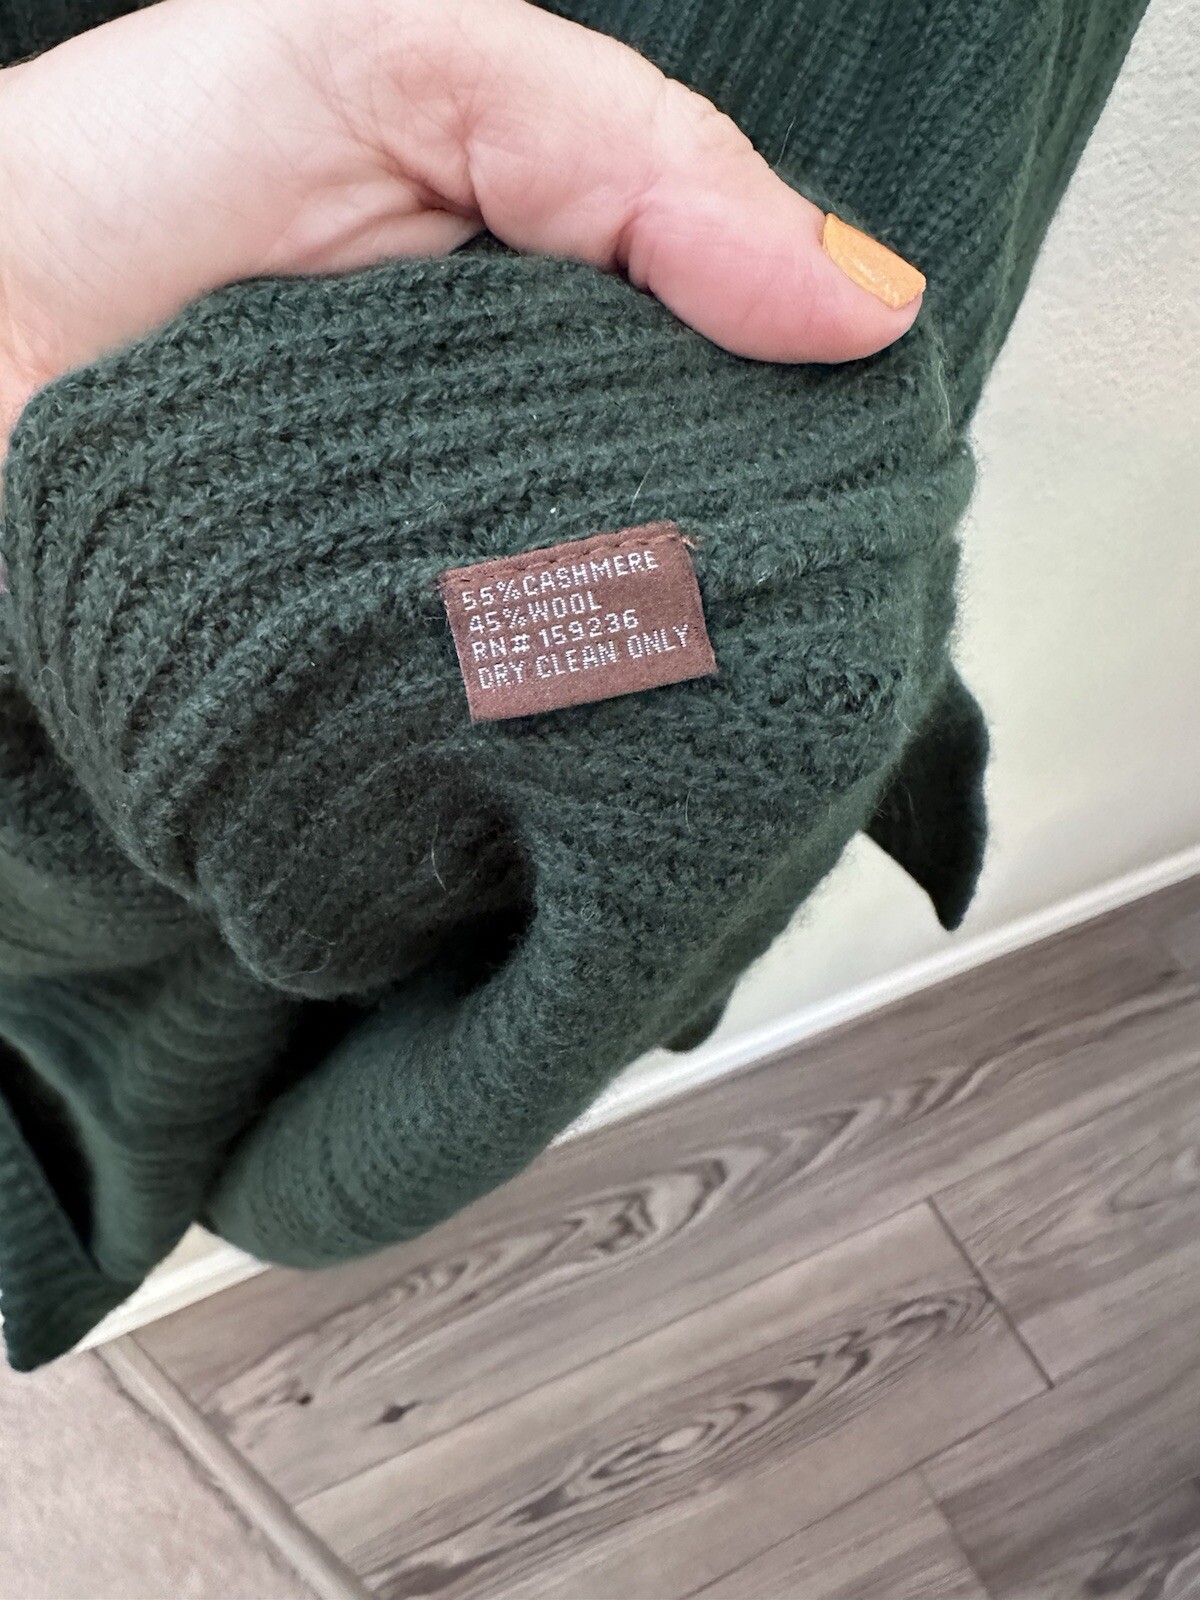 55%CASHMERE
45%WOOL
RN#159236
DRY CLEAN ONLY